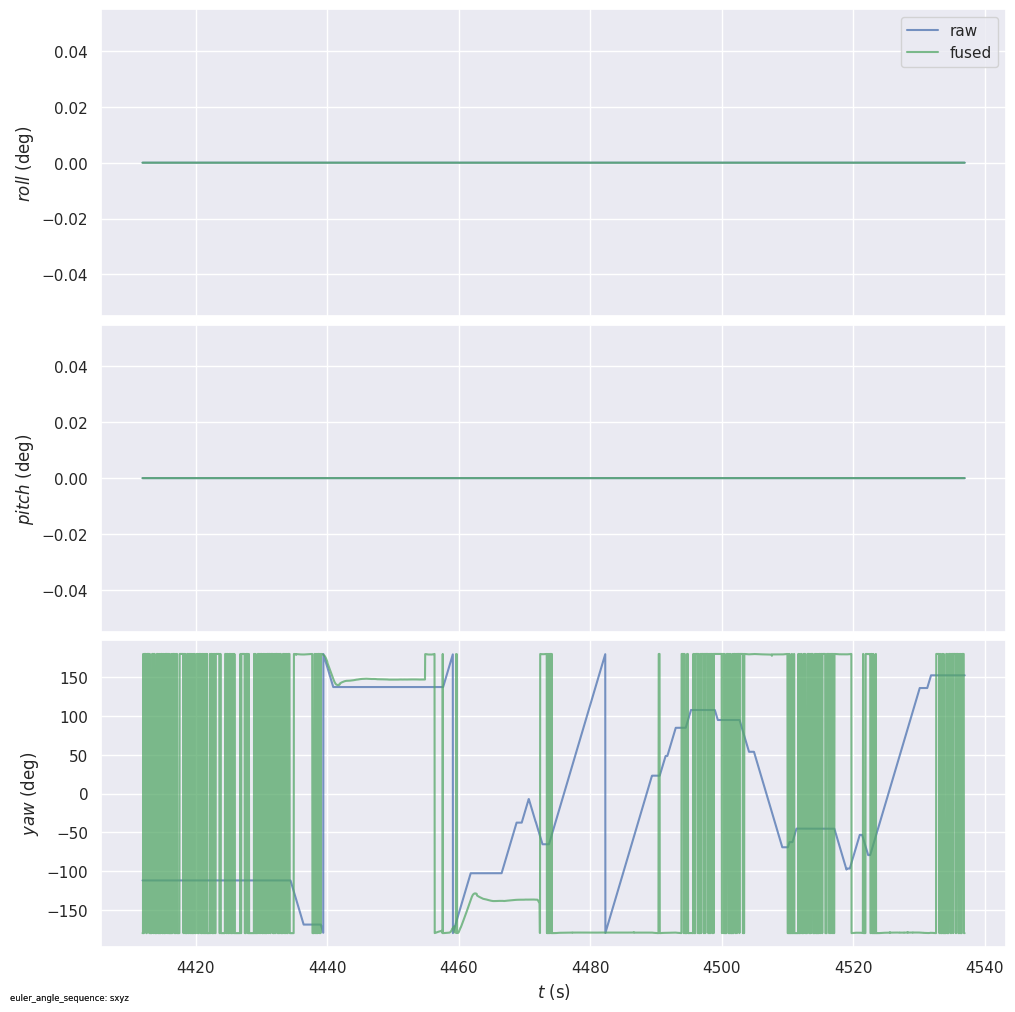 raw
fused
0.04
0.02
0.00
−0.02
−0.04
roll (deg)
0.04
0.02
0.00
−0.02
−0.04
pitch (deg)
150
100
50
0
−50
−100
−150
yaw (deg)
4420 4440 4460 4480 4500 4520 4540
t (s)
euler_angle_sequence: sxyz